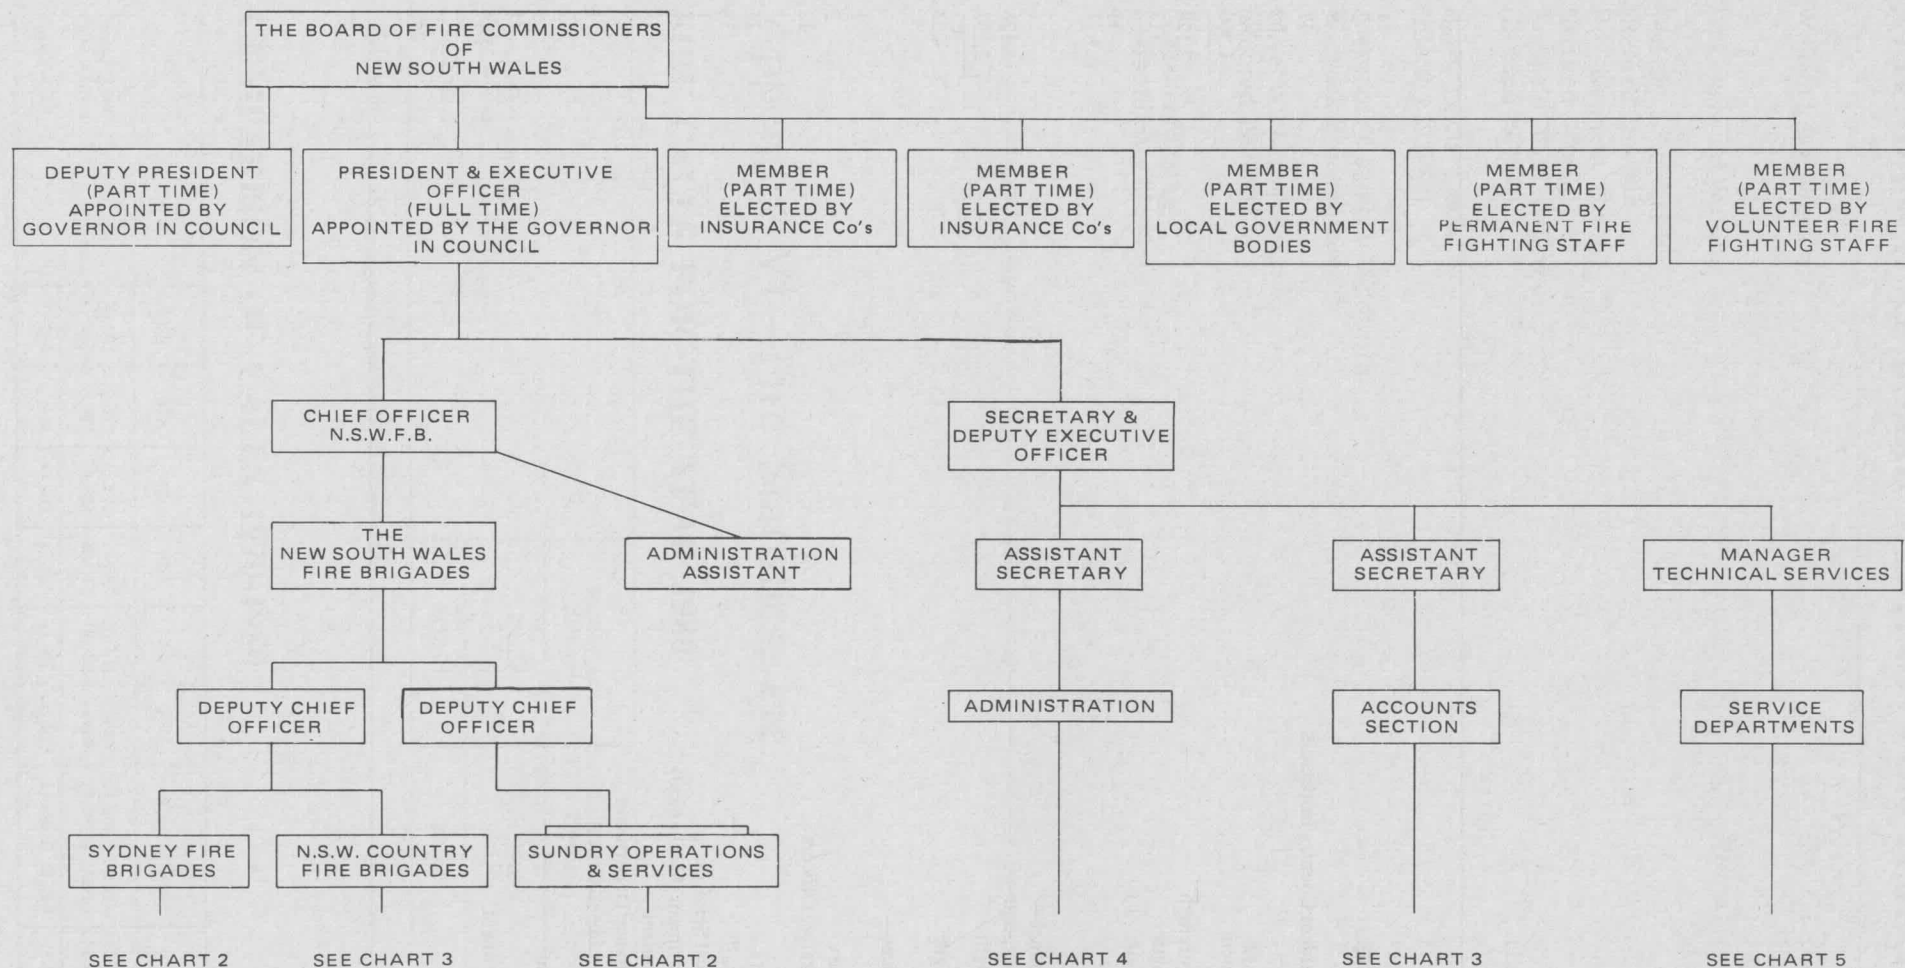 THE BOARD OF FIRE COMMISSIONERS
OF
NEW SOUTH WALES
DEPUTY PRESIDENT
(PART TIME)
APPOINTED BY
GOVERNOR IN COUNCIL
PRESIDENT & EXECUTIVE
OFFICER
(FULL TIME)
APPOINTED BY THE GOVERNOR
IN COUNCIL
MEMBER
(PART TIME)
ELECTED BY
INSURANCE Co's
MEMBER
(PART TIME)
ELECTED BY
INSURANCE Co's
MEMBER
(PART TIME)
ELECTED BY
LOCAL GOVERNMENT
BODIES
MEMBER
(PART TIME)
ELECTED BY
PERMANENT FIRE
FIGHTING STAFF
MEMBER
(PART TIME)
ELECTED BY
VOLUNTEER FIRE
FIGHTING STAFF
CHIEF OFFICER
N.S.W.F.B.
SECRETARY &
DEPUTY EXECUTIVE
OFFICER
THE
NEW SOUTH WALES
FIRE BRIGADES
ADMINISTRATION
ASSISTANT
ASSISTANT
SECRETARY
ASSISTANT
SECRETARY
MANAGER
TECHNICAL SERVICES
DEPUTY CHIEF
OFFICER
DEPUTY CHIEF
OFFICER
ADMINISTRATION
ACCOUNTS
SECTION
SERVICE
DEPARTMENTS
SYDNEY FIRE
BRIGADES
N.S.W. COUNTRY
FIRE BRIGADES
SUNDRY OPERATIONS
& SERVICES
SEE CHART 2
SEE CHART 3
SEE CHART 2
SEE CHART 4
SEE CHART 3
SEE CHART 5